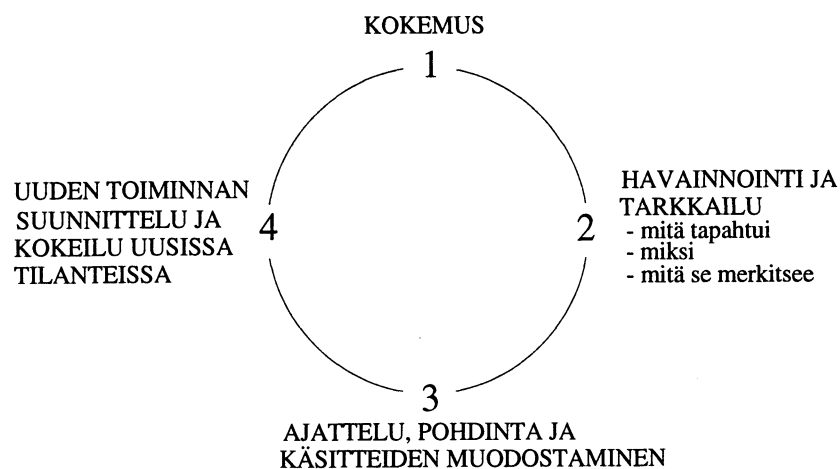 KOKEMUS
1
HAVAINNOINTI JA
TARKKAILU
- mitä tapahtui
- miksi
- mitä se merkitsee
2
3
AJATTELU, POHDINTA JA
KÄSITTEIDEN MUODOSTAMINEN
UUDEN TOIMINNAN
SUUNNITTELU JA
KOKEILU UUSISSA
TILANTEISSA
4